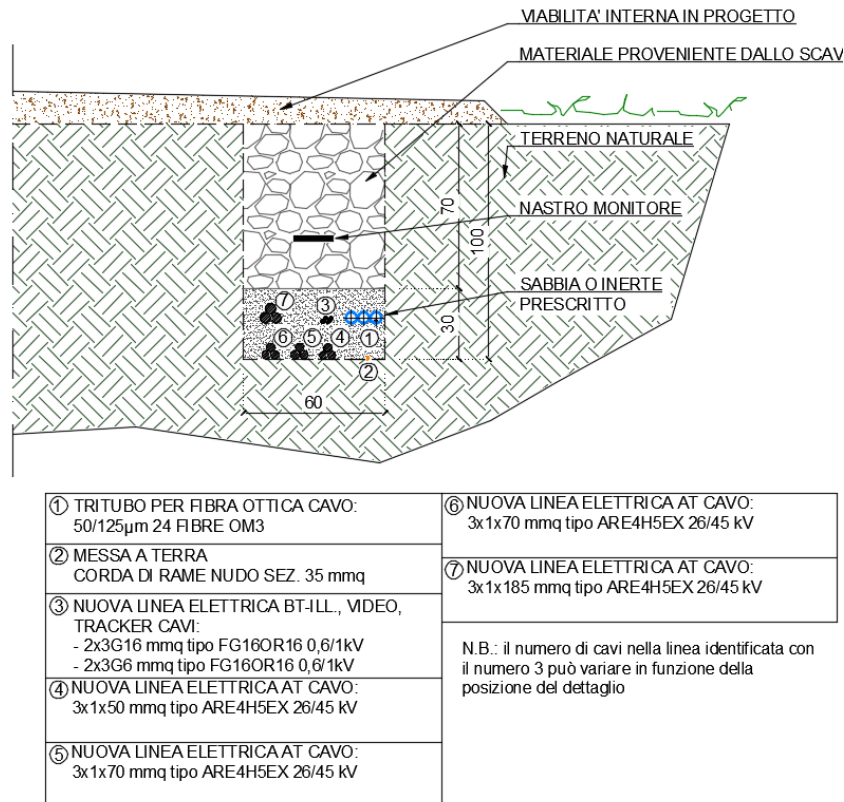 VIABILITA' INTERNA IN PROGETTO
MATERIALE PROVENIENTE DALLO SCAV
TERRENO NATURALE
70
NASTRO MONITORE
100
SABBIA O INERTE
PRESCRITTO
7
3
30
6
5
4
1
2
60
1 TRITUBO PER FIBRA OTTICA CAVO:
50/125µm 24 FIBRE OM3
2 MESSA A TERRA
CORDA DI RAME NUDO SEZ. 35 mmq
3 NUOVA LINEA ELETTRICA BT-ILL., VIDEO,
TRACKER CAVI:
- 2x3G16 mmq tipo FG16OR16 0,6/1kV
- 2x3G6 mmq tipo FG16OR16 0,6/1kV
4 NUOVA LINEA ELETTRICA AT CAVO:
3x1x50 mmq tipo ARE4H5EX 26/45 kV
5 NUOVA LINEA ELETTRICA AT CAVO:
3x1x70 mmq tipo ARE4H5EX 26/45 kV
6 NUOVA LINEA ELETTRICA AT CAVO:
3x1x70 mmq tipo ARE4H5EX 26/45 kV
7 NUOVA LINEA ELETTRICA AT CAVO:
3x1x185 mmq tipo ARE4H5EX 26/45 kV
N.B.: il numero di cavi nella linea identificata con
il numero 3 può variare in funzione della
posizione del dettaglio